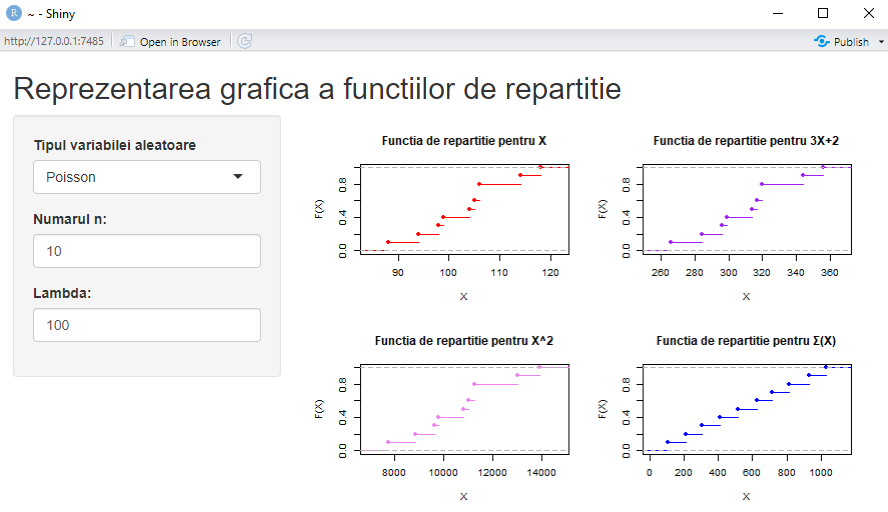 ~ - Shiny
http://127.0.0.1:7485 Open in Browser Publish
Reprezentarea grafica a functiilor de repartitie
Tipul variabilei aleatoare
Poisson
Numarul n:
10
Lambda:
100
Functia de repartitie pentru X
F(X)
0.0 0.4 0.8
90 100 110 120
X
Functia de repartitie pentru 3X+2
F(X)
0.0 0.4 0.8
260 280 300 320 340 360
X
Functia de repartitie pentru X^2
F(X)
0.0 0.4 0.8
8000 10000 12000 14000
X
Functia de repartitie pentru Σ(X)
F(X)
0.0 0.4 0.8
0 200 400 600 800 1000
X